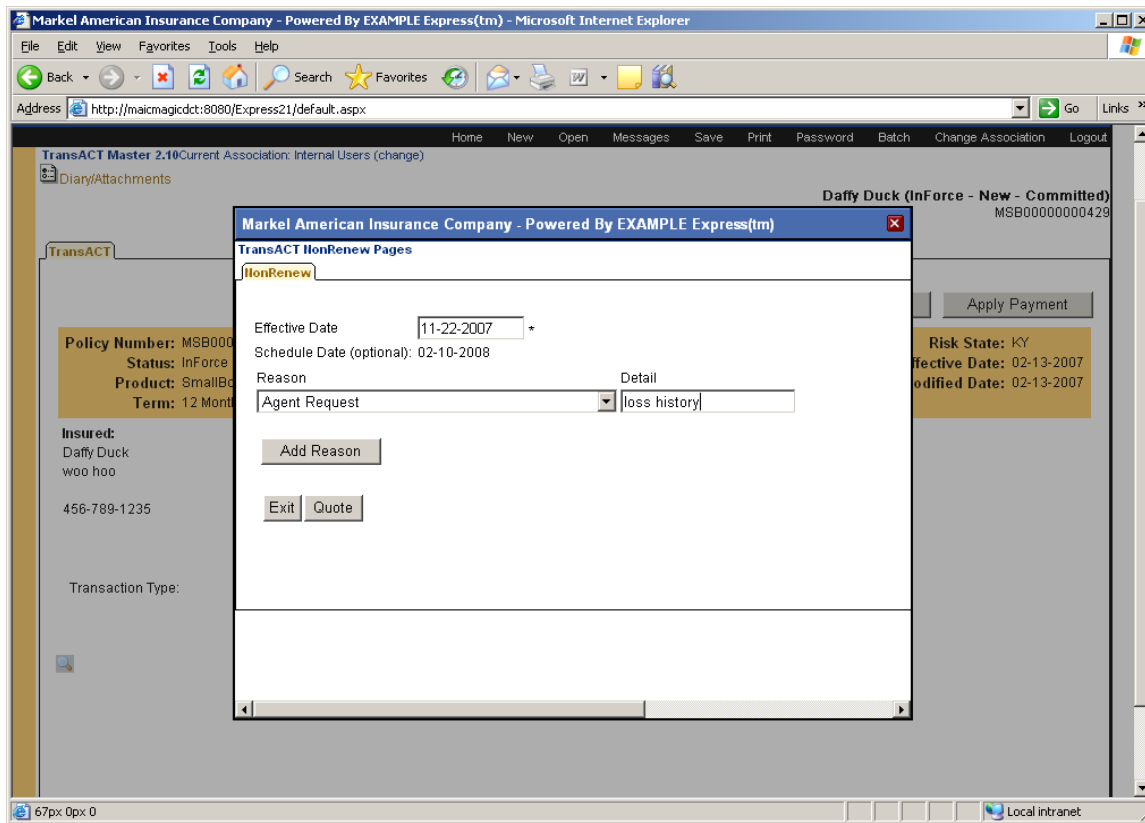 Markel American Insurance Company - Powered By EXAMPLE Express(tm) - Microsoft Internet Explorer
File Edit View Favorites Tools Help
Back Search Favorites
Address http://maicmagicdct:8080/Express21/default.aspx Go Links »
Home New Open Messages Save Print Password Batch Change Association Logout
TransACT Master 2.10Current Association: Internal Users (change)
Diary/Attachments
Daffy Duck (InForce - New - Committed)
MSB00000000429
Markel American Insurance Company - Powered By EXAMPLE Express(tm)
TransACT NonRenew Pages
TransACT
NonRenew
Apply Payment
Effective Date 11-22-2007 *
Schedule Date (optional): 02-10-2008
Reason Detail
Agent Request loss history
Add Reason
Exit Quote
Policy Number: MSB000
Status: InForce
Product: SmallBo
Term: 12 Mont
Risk State: KY
ffective Date: 02-13-2007
odified Date: 02-13-2007
Insured:
Daffy Duck
woo hoo
456-789-1235
Transaction Type:
67px 0px 0 Local intranet